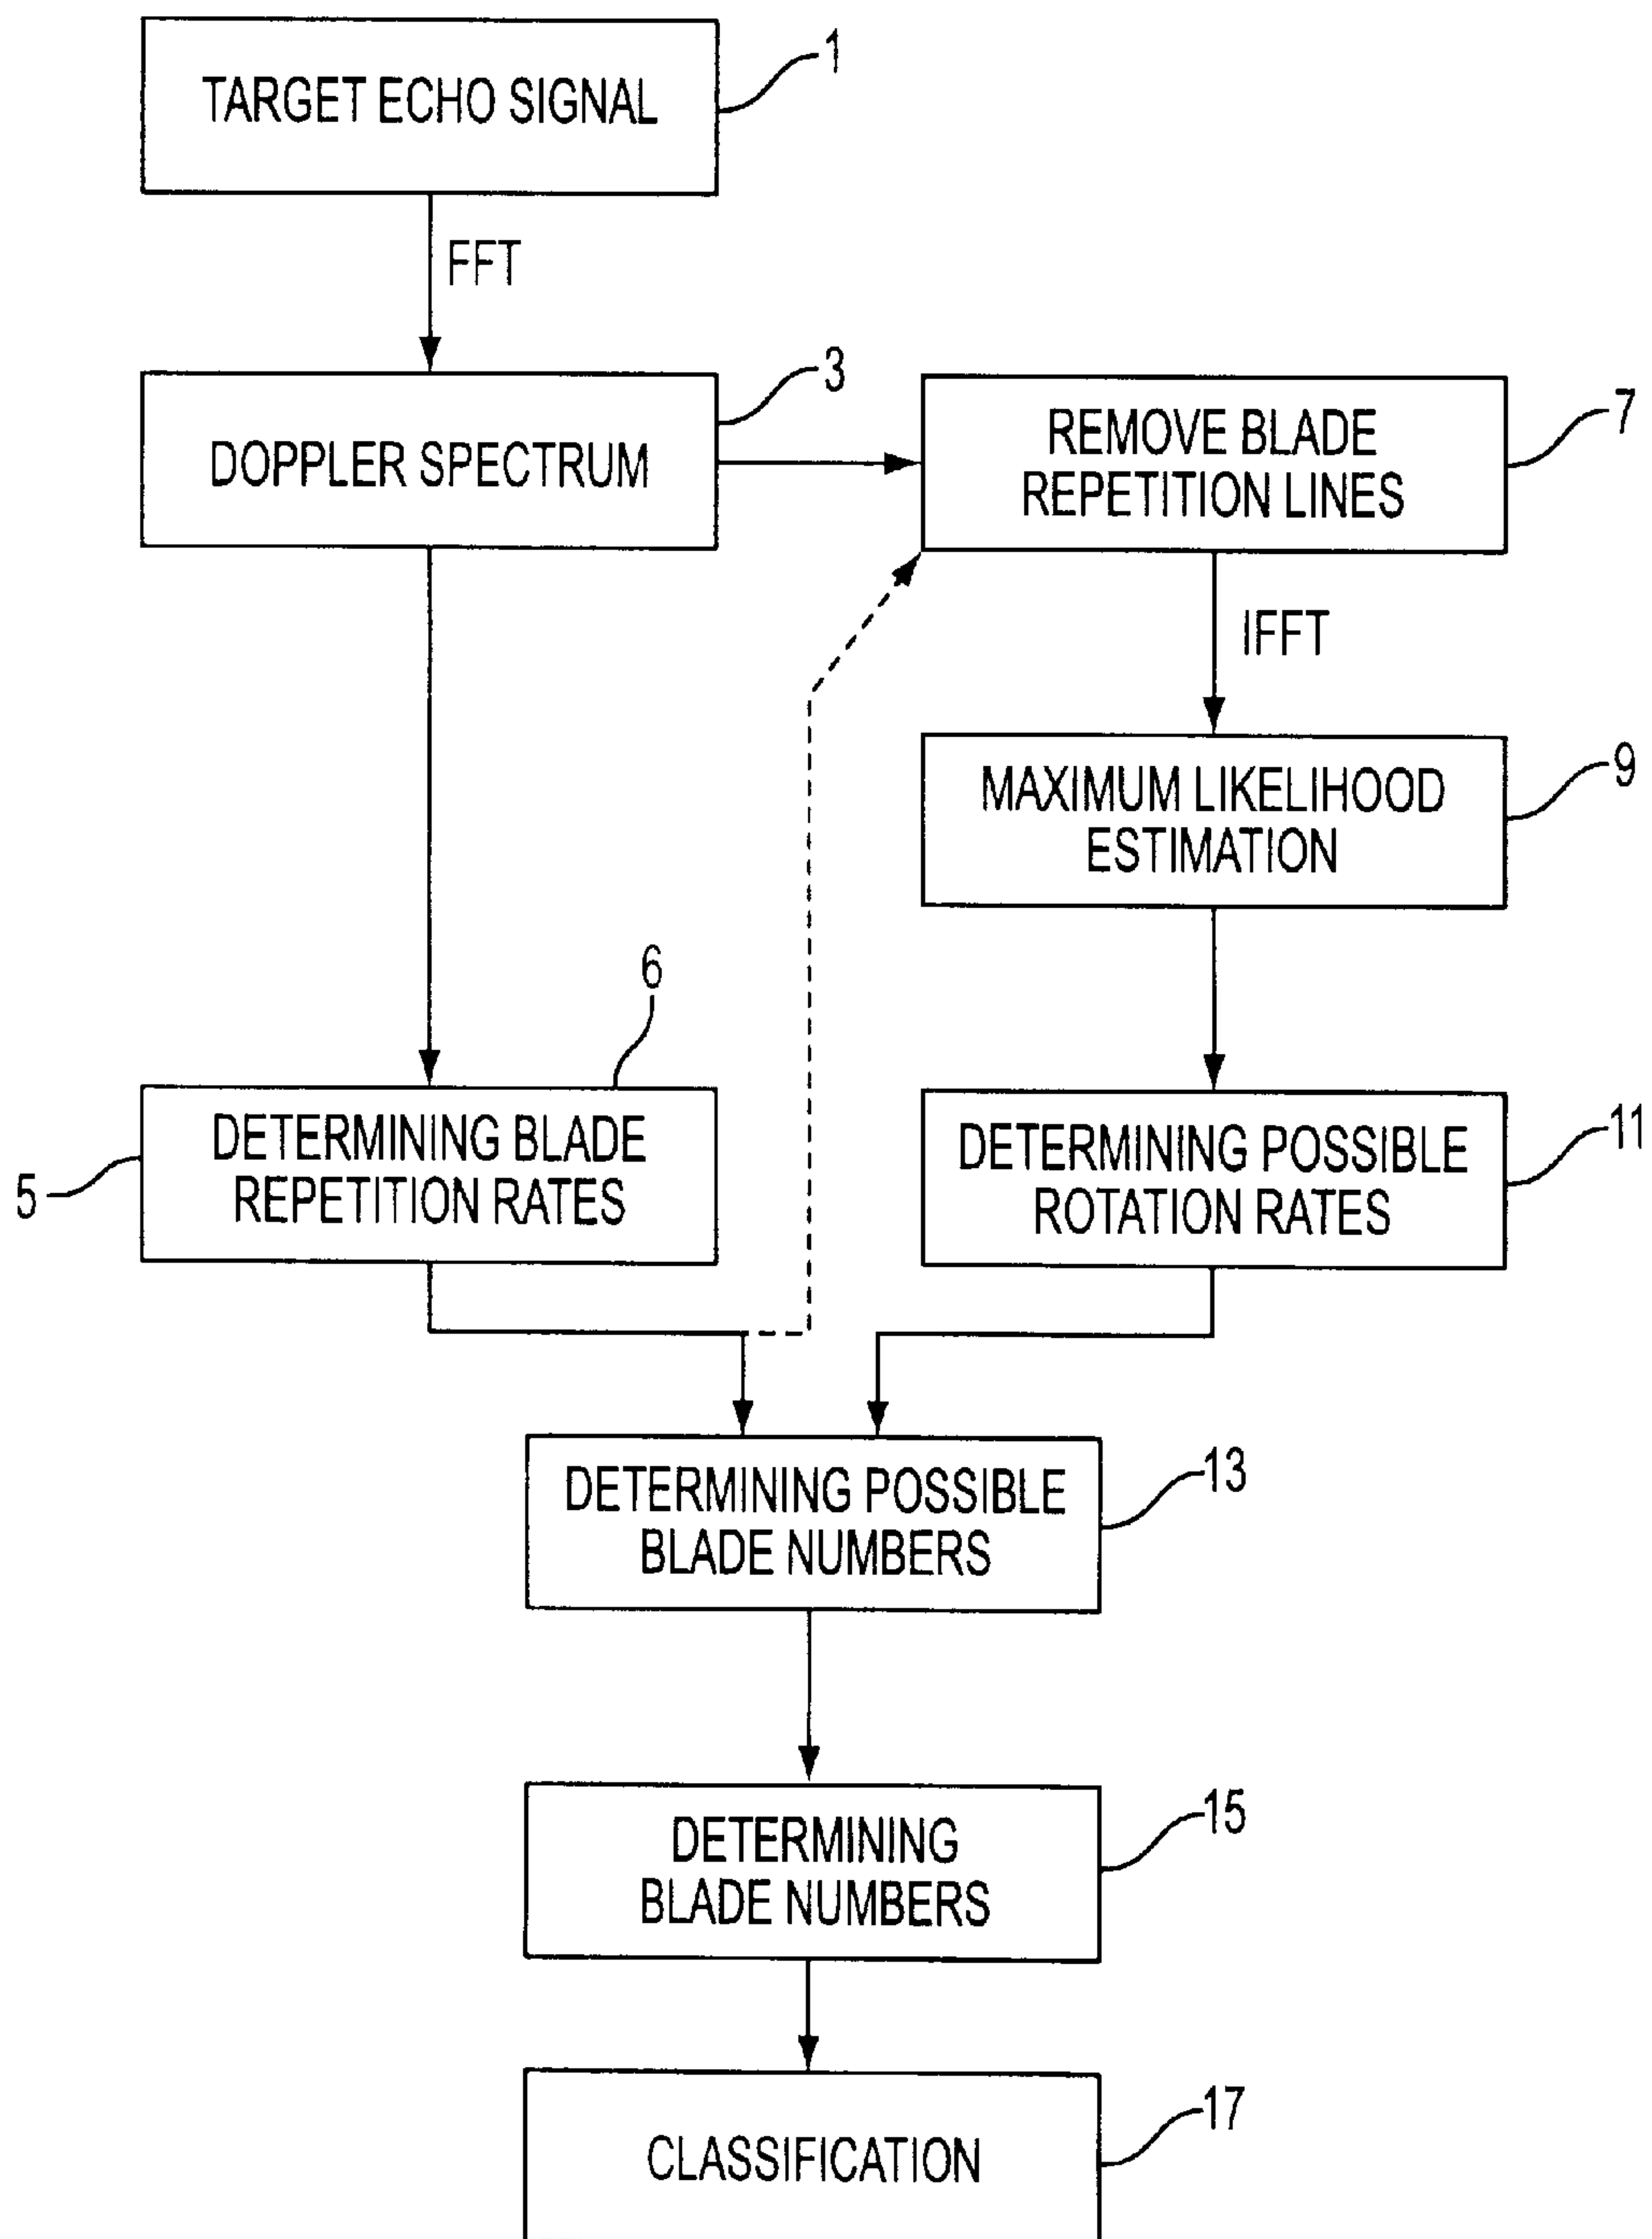 TARGET ECHO SIGNAL
1
FFT
DOPPLER SPECTRUM
3
REMOVE BLADE
REPETITION LINES
7
IFFT
MAXIMUM LIKELIHOOD
ESTIMATION
9
6
DETERMINING BLADE
REPETITION RATES
5
DETERMINING POSSIBLE
ROTATION RATES
11
DETERMINING POSSIBLE
BLADE NUMBERS
13
DETERMINING
BLADE NUMBERS
15
CLASSIFICATION
17